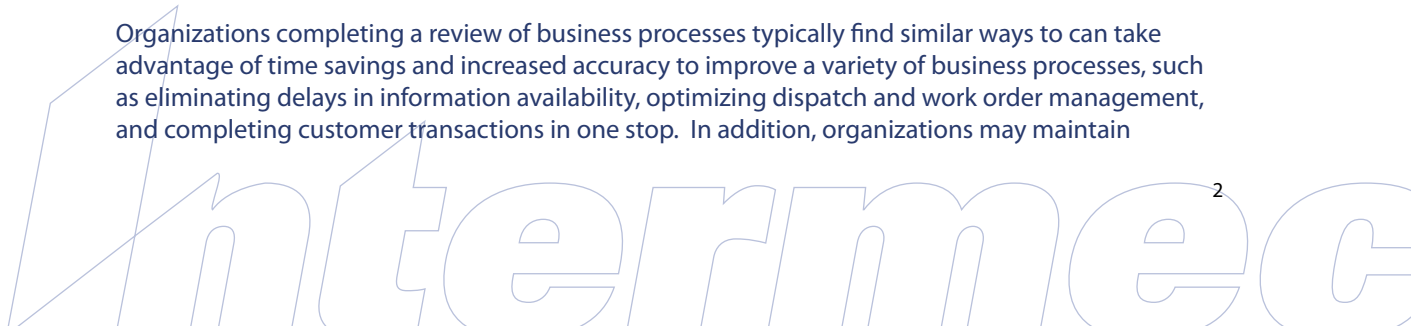 Organizations completing a review of business processes typically find similar ways to can take
advantage of time savings and increased accuracy to improve a variety of business processes, such
as eliminating delays in information availability, optimizing dispatch and work order management,
and completing customer transactions in one stop.  In addition, organizations may maintain
2
Intermec